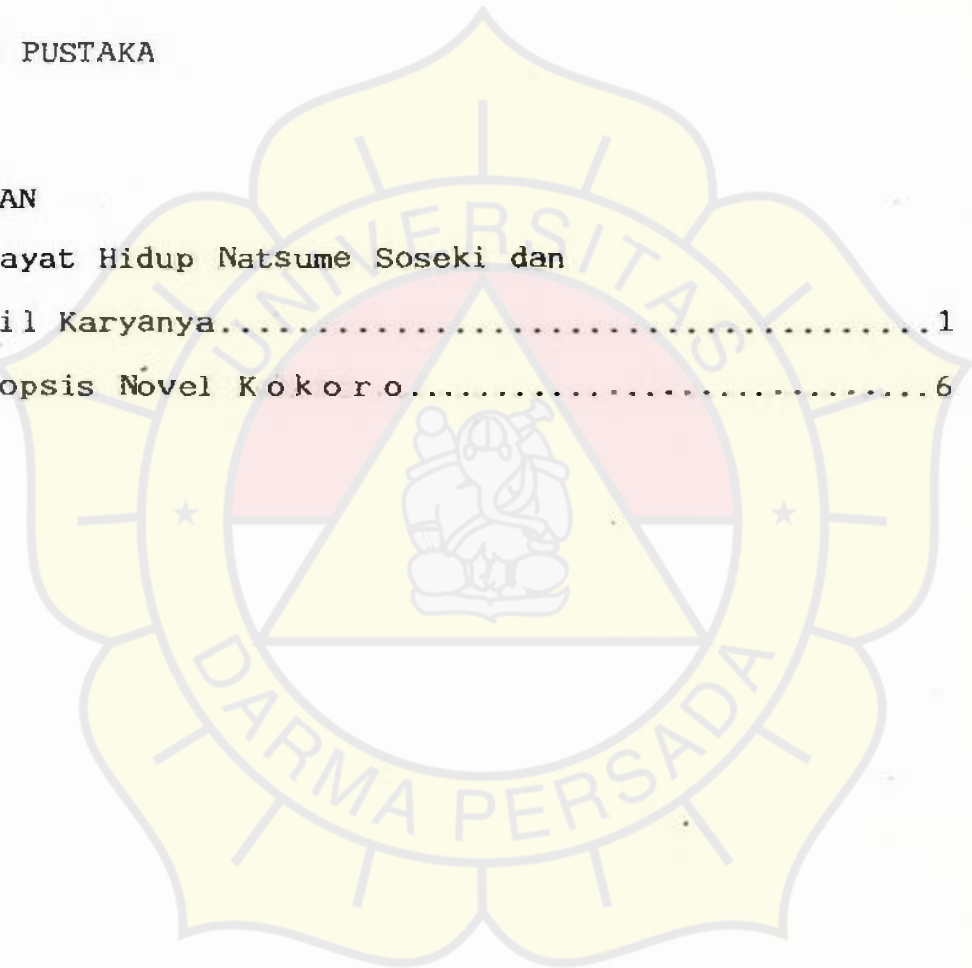 PUSTAKA
AN
ayat Hidup Natsume Soseki dan
il Karyanya............................................1
opsis Novel K o k o r o.................................6
UNIVERSITAS
DARMA PERSADA